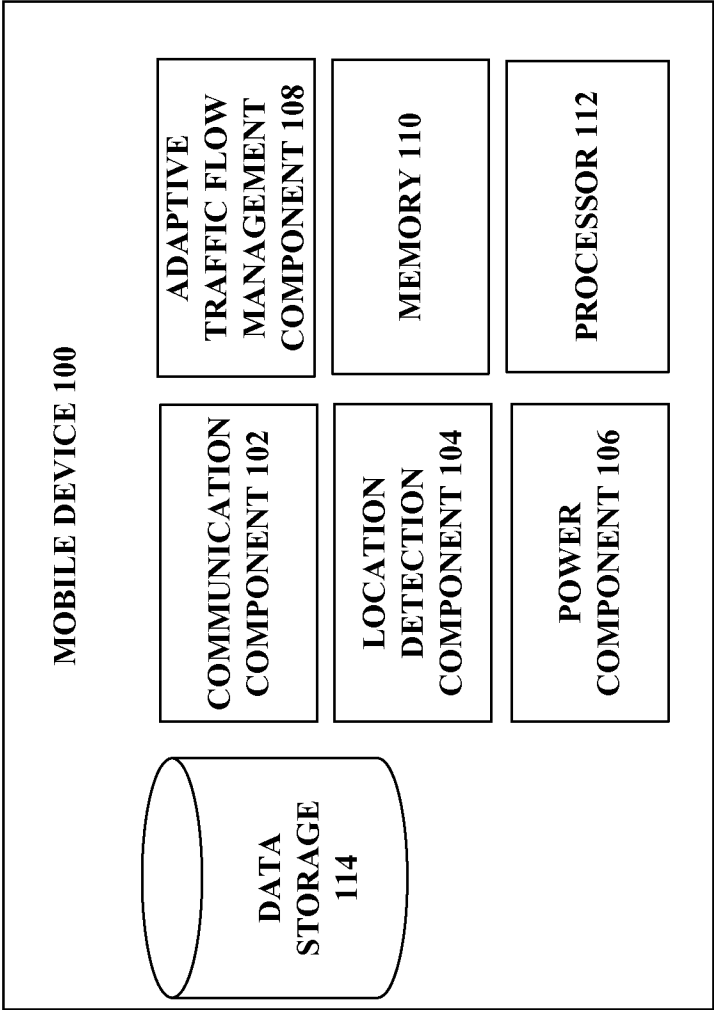 MOBILE DEVICE 100
COMMUNICATION
COMPONENT 102
ADAPTIVE
TRAFFIC FLOW
MANAGEMENT
COMPONENT 108
LOCATION
DETECTION
COMPONENT 104
MEMORY 110
POWER
COMPONENT 106
PROCESSOR 112
DATA
STORAGE
114